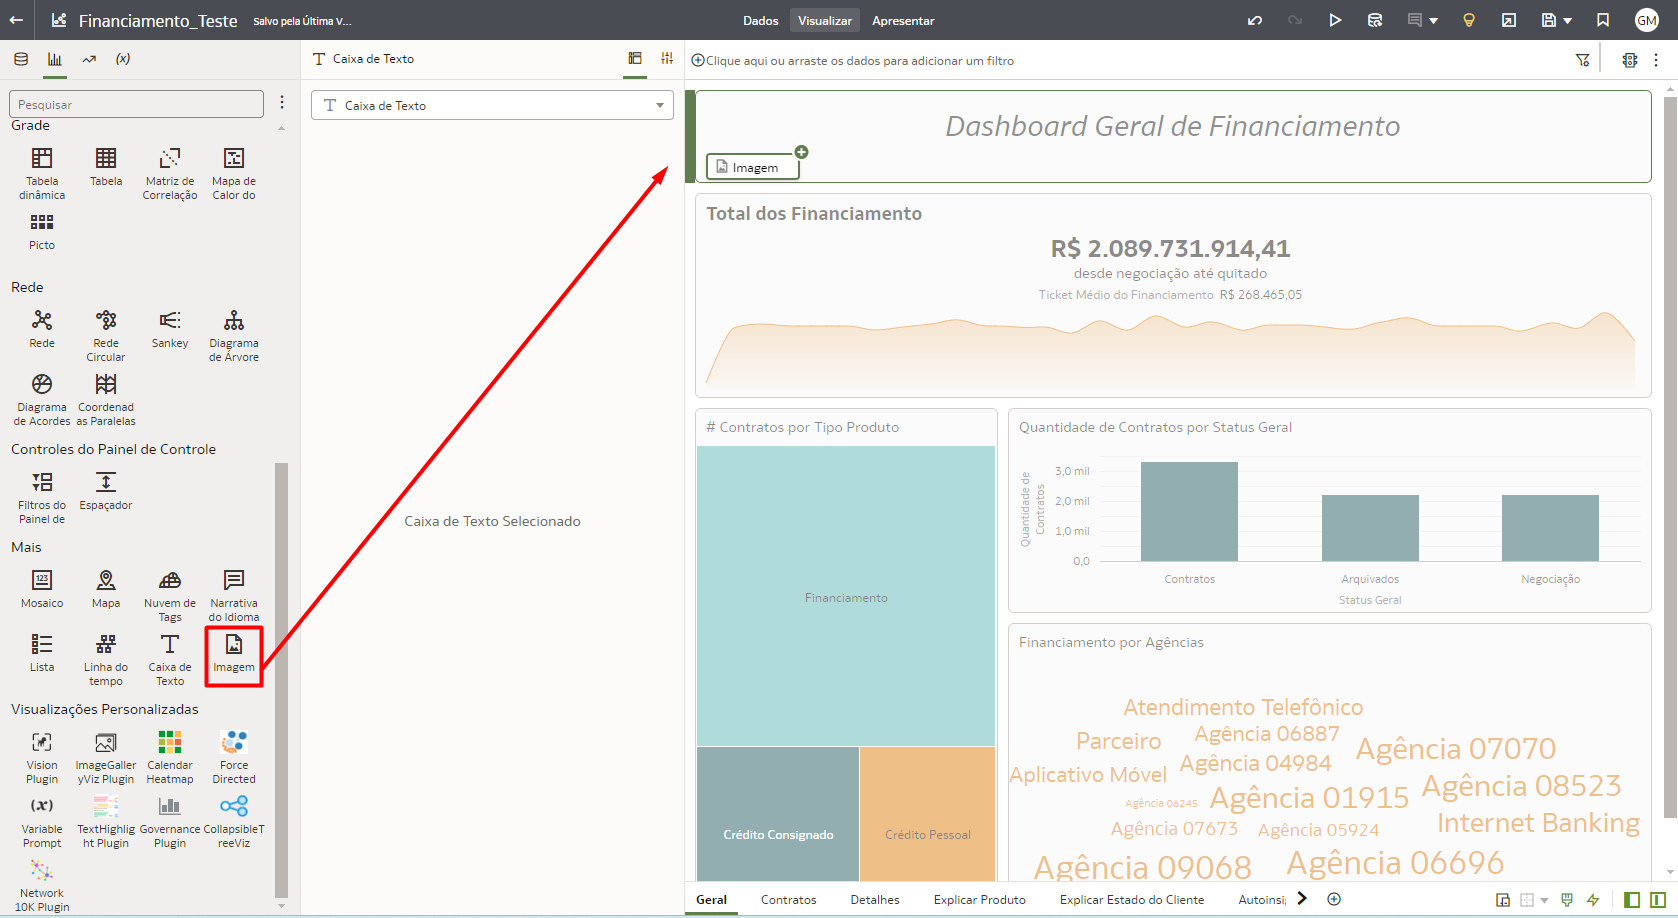 Financiamento_Teste
Salvo pela Última V...
Dados
Visualizar
Apresentar
GM
(x)
Pesquisar
Grade
Tabela dinâmica
Tabela
Matriz de Correlação
Mapa de Calor do
Picto
Rede
Rede
Rede Circular
Sankey
Diagrama de Árvore
Diagrama de Acordes
Coordenad as Paralelas
Controles do Painel de Controle
Filtros do Painel de
Espaçador
Mais
123
Mosaico
Mapa
Nuvem de Tags
Narrativa do Idioma
Lista
Linha do tempo
Caixa de Texto
Imagem
Visualizações Personalizadas
Vision Plugin
ImageGaller yViz Plugin
Calendar Heatmap
Force Directed
(x)
Variable Prompt
TextHighlig ht Plugin
Governance Plugin
CollapsibleT reeViz
Network 10K Plugin
Caixa de Texto
Caixa de Texto
Caixa de Texto Selecionado
Clique aqui ou arraste os dados para adicionar um filtro
Dashboard Geral de Financiamento
Imagem
Total dos Financiamento
R$ 2.089.731.914,41
desde negociação até quitado
Ticket Médio do Financiamento R$ 268.465,05
# Contratos por Tipo Produto
Financiamento
Crédito Consignado
Crédito Pessoal
Quantidade de Contratos por Status Geral
Quantidade de Contratos
3,0 mil
2,0 mil
1,0 mil
0,0
Contratos
Arquivados
Negociação
Status Geral
Financiamento por Agências
Atendimento Telefônico
Parceiro
Agência 06887
Agência 07070
Aplicativo Móvel
Agência 04984
Agência 08523
Agência 06245
Agência 01915
Agência 07673
Agência 05924
Internet Banking
Agência 09068
Agência 06696
Geral
Contratos
Detalhes
Explicar Produto
Explicar Estado do Cliente
Autoinsi